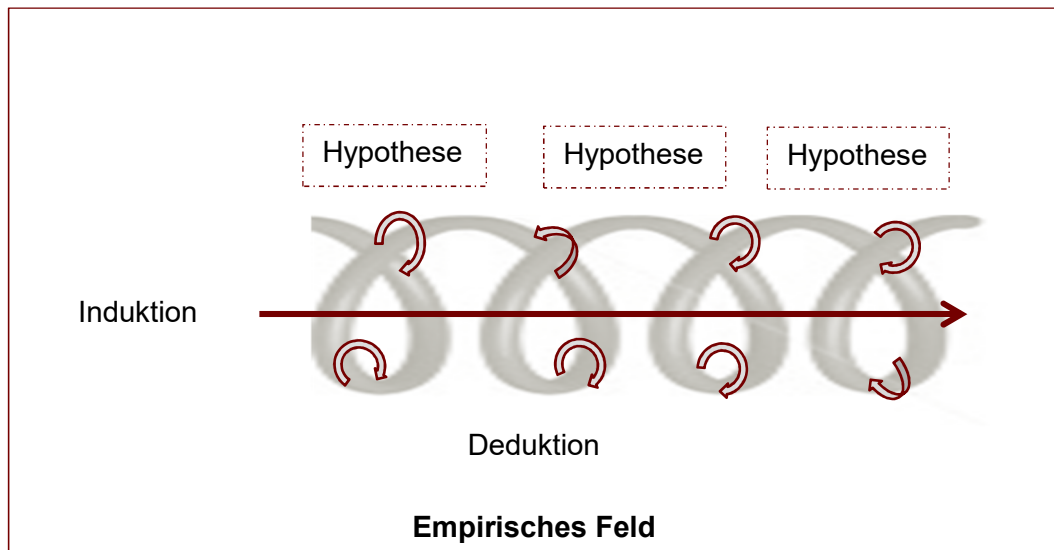 Hypothese
Hypothese
Hypothese
Induktion
Deduktion
Empirisches Feld